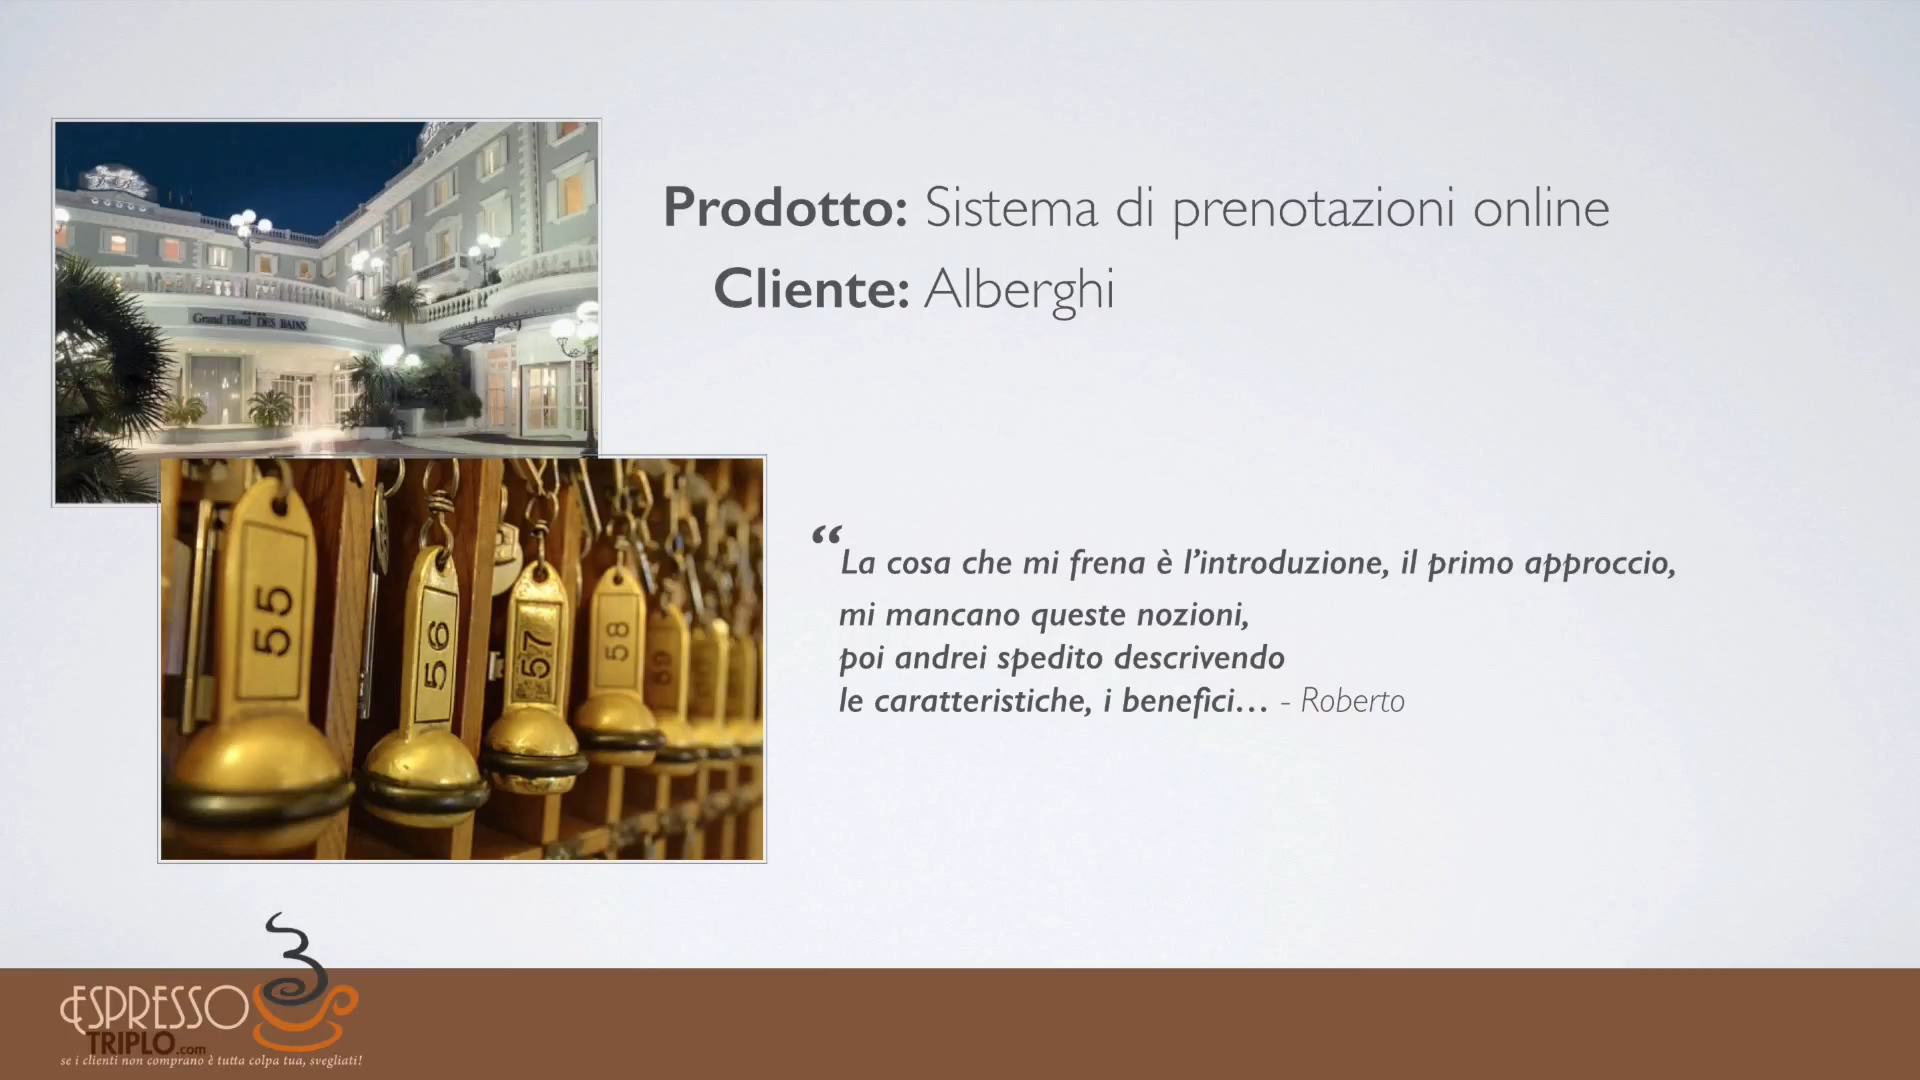 Prodotto: Sistema di prenotazioni online
Cliente: Alberghi
Grand Hotel DES BAINS
55
56
57
58
59
“La cosa che mi frena è l’introduzione, il primo approccio,
mi mancano queste nozioni,
poi andrei spedito descrivendo
le caratteristiche, i benefici… - Roberto
ESPRESSO
TRIPLO.com
se i clienti non comprano è tutta colpa tua, svegliati!